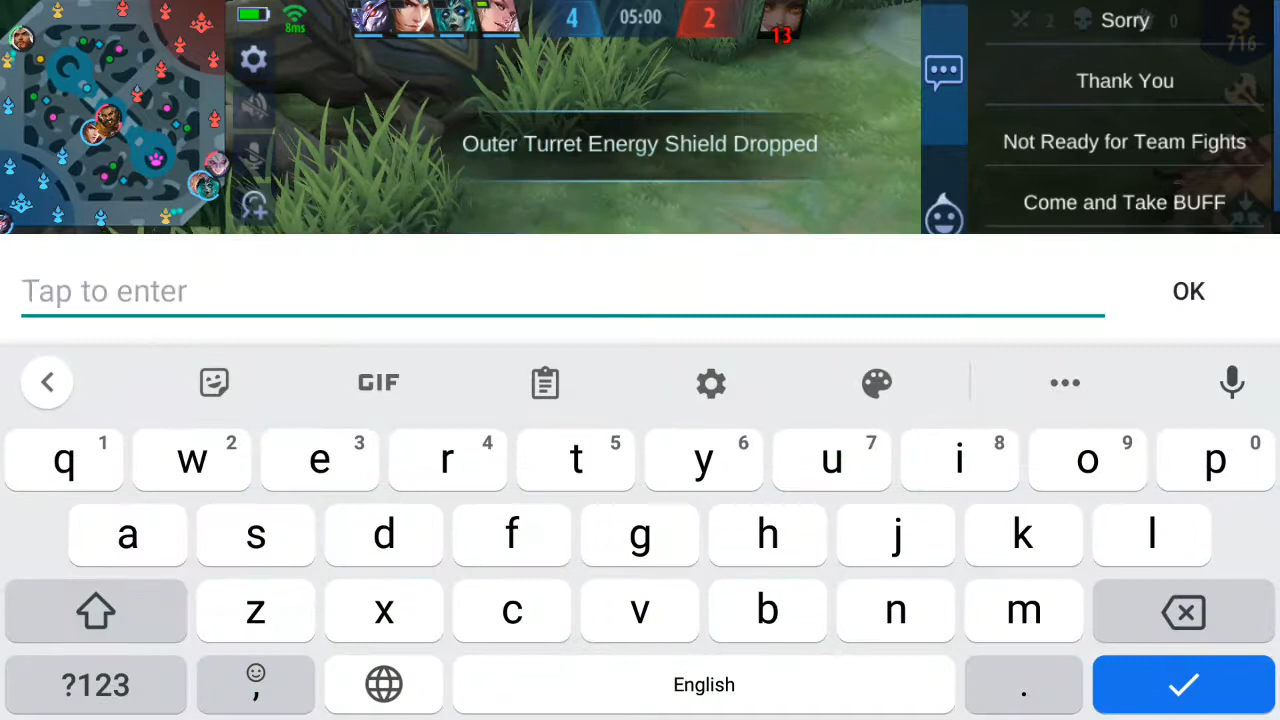 8ms
4
05:00
2
13
2
0
716
Sorry
Thank You
Not Ready for Team Fights
Come and Take BUFF
Outer Turret Energy Shield Dropped
Tap to enter
OK
GIF
q 1 w 2 e 3 r 4 t 5 y 6 u 7 i 8 o 9 p 0
a s d f g h j k l
z x c v b n m
?123 , English .